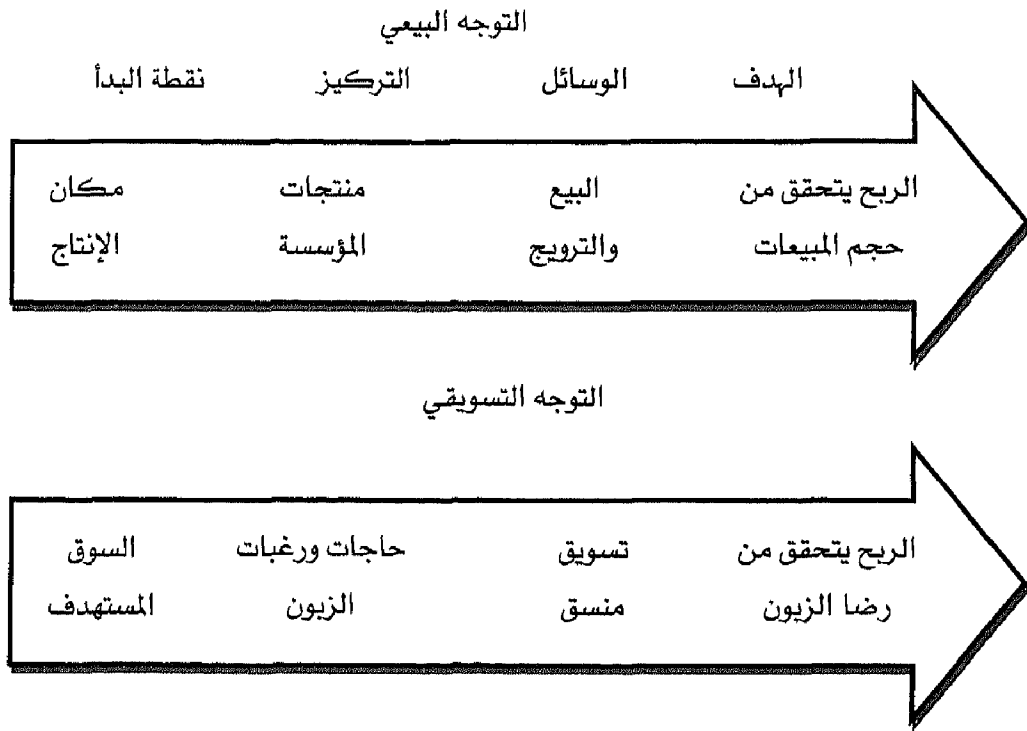 التوجه البيعي
الهدف الوسائل التركيز نقطة البدأ
الربح يتحقق من البيع منتجات مكان
حجم المبيعات والترويج المؤسسة الإنتاج
التوجه التسويقي
الربح يتحقق من تسويق حاجات ورغبات السوق
رضا الزبون منسق الزبون المستهدف